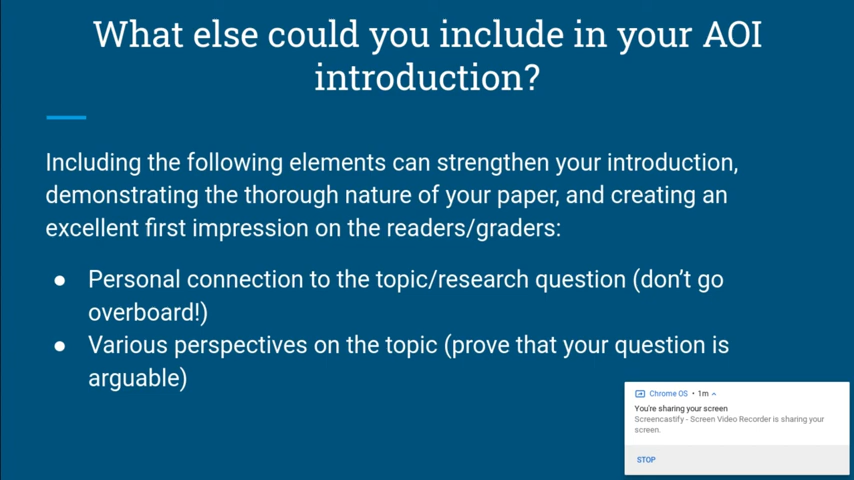 What else could you include in your AOI
introduction?
Including the following elements can strengthen your introduction,
demonstrating the thorough nature of your paper, and creating an
excellent first impression on the readers/graders:
● Personal connection to the topic/research question (don't go
overboard!)
● Various perspectives on the topic (prove that your question is
arguable)
Chrome OS • 1m
You're sharing your screen
Screencastify - Screen Video Recorder is sharing your
screen.
STOP